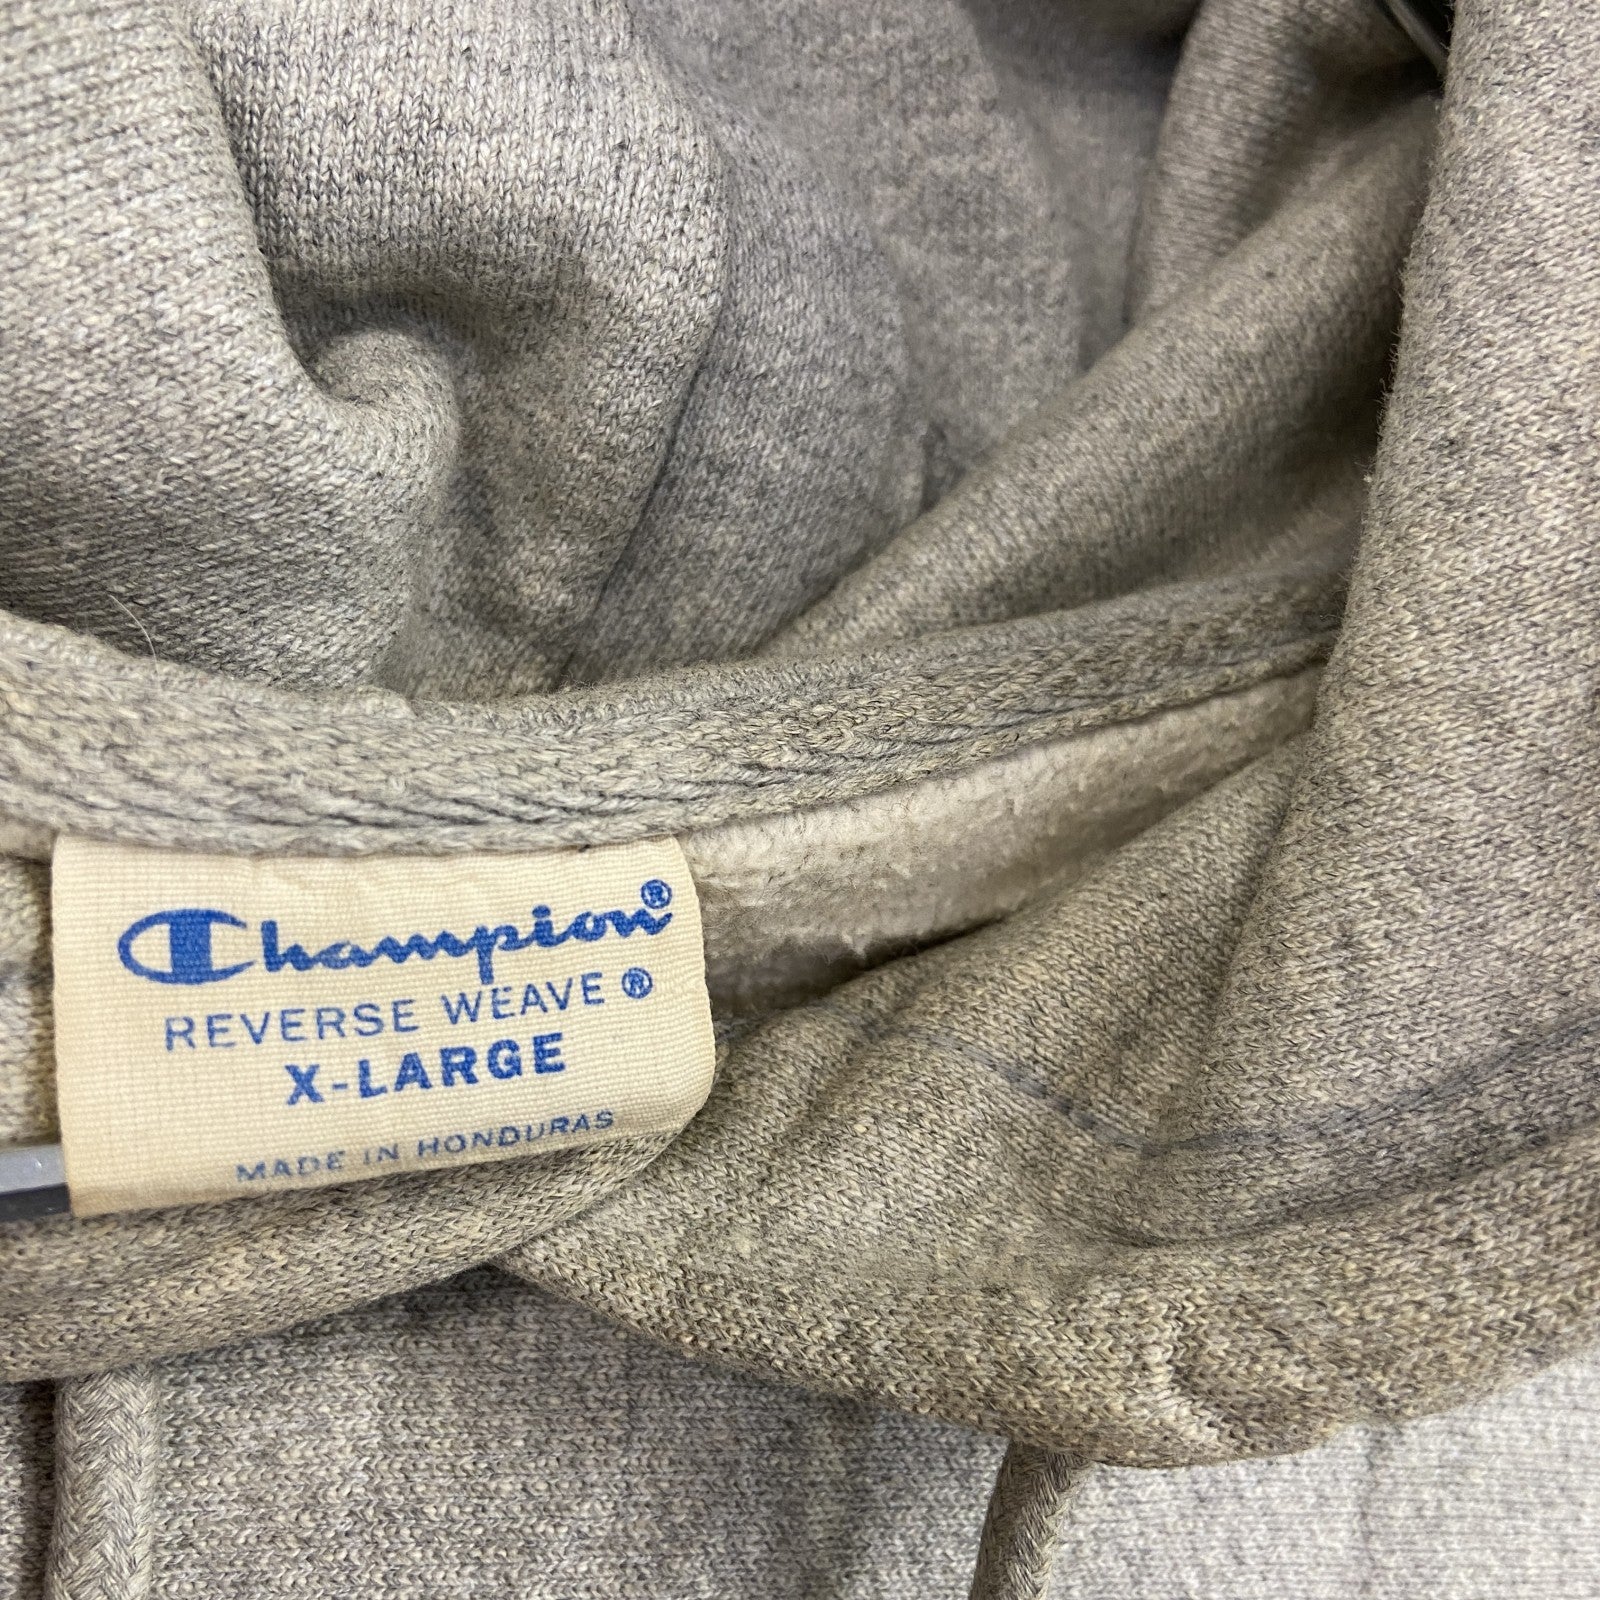 Champion®
REVERSE WEAVE®
X-LARGE
MADE IN HONDURAS